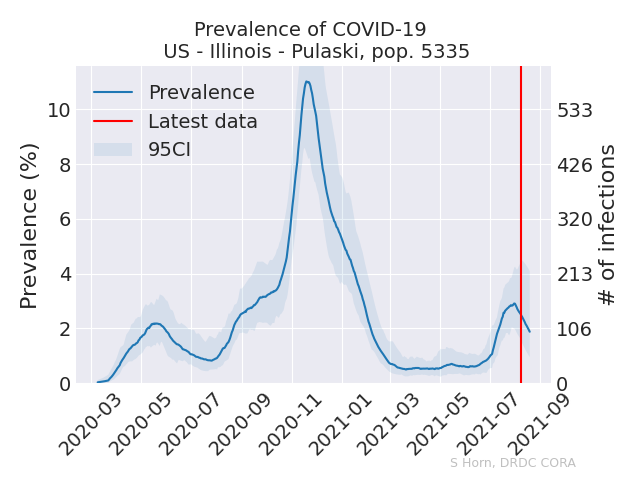 Prevalence of COVID-19
US - Illinois - Pulaski, pop. 5335
Prevalence
Latest data
95CI
Prevalence (%)
10
8
6
4
2
0
533
426
320
213
106
0
# of infections
2020-03
2020-05
2020-07
2020-09
2020-11
2021-01
2021-03
2021-05
2021-07
2021-09
S Horn, DRDC CORA